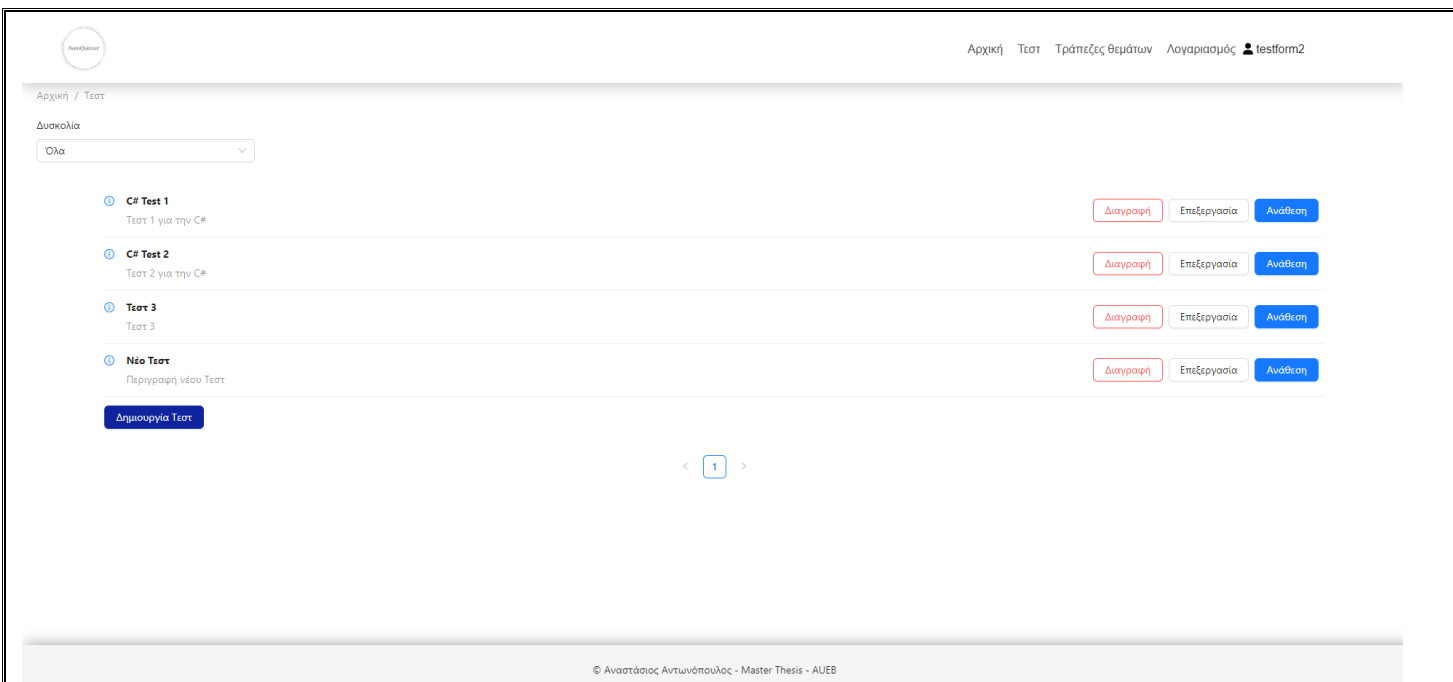 AutoQuizzer
Αρχική Τεστ Τράπεζες θεμάτων Λογαριασμός testform2
Αρχική / Τεστ
Δυσκολία
Όλα
C# Test 1
Τεστ 1 για την C#
Διαγραφή Επεξεργασία Ανάθεση
C# Test 2
Τεστ 2 για την C#
Διαγραφή Επεξεργασία Ανάθεση
Τεστ 3
Τεστ 3
Διαγραφή Επεξεργασία Ανάθεση
Νέο Τεστ
Περιγραφή νέου Τεστ
Διαγραφή Επεξεργασία Ανάθεση
Δημιουργία Τεστ
< 1 >
© Αναστάσιος Αντωνόπουλος - Master Thesis - AUEB